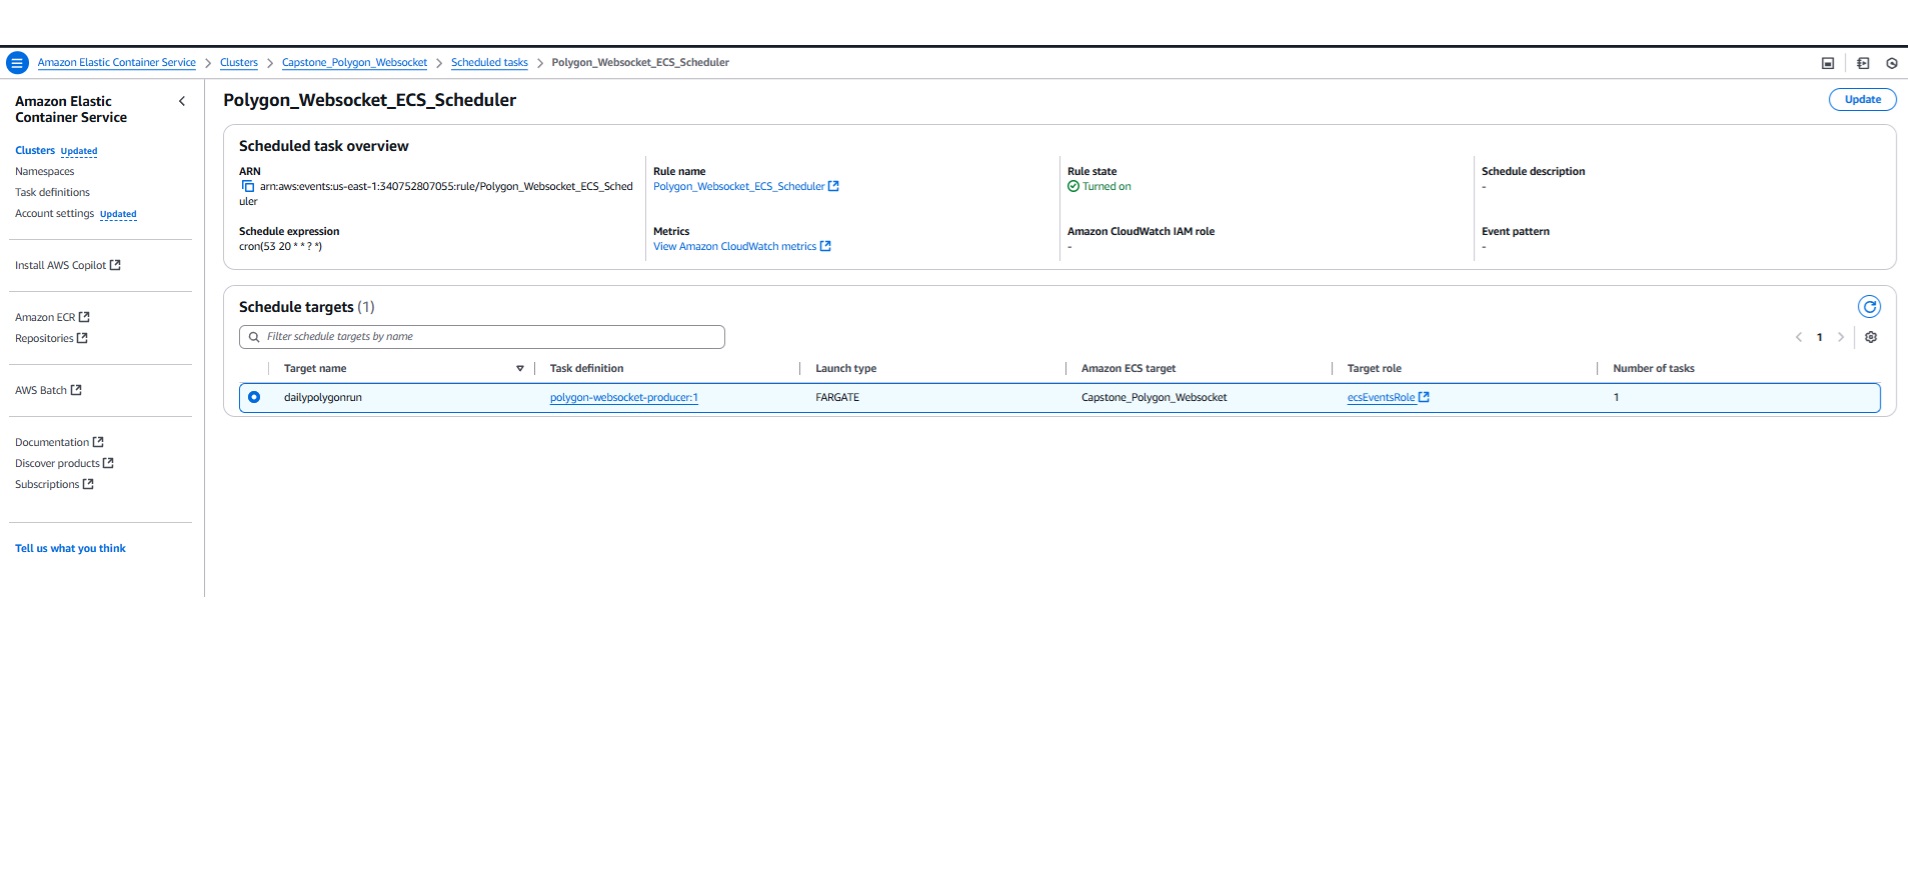 Amazon Elastic Container Service > Clusters > Capstone_Polygon_Websocket > Scheduled tasks > Polygon_Websocket_ECS_Scheduler
Amazon Elastic
Container Service
Clusters Updated
Namespaces
Task definitions
Account settings Updated
Install AWS Copilot
Amazon ECR
Repositories
AWS Batch
Documentation
Discover products
Subscriptions
Tell us what you think
Polygon_Websocket_ECS_Scheduler
Update
Scheduled task overview
ARN
arn:aws:events:us-east-1:340752807055:rule/Polygon_Websocket_ECS_Sched
uler
Schedule expression
cron(53 20 * * ? *)
Rule name
Polygon_Websocket_ECS_Scheduler
Metrics
View Amazon CloudWatch metrics
Rule state
Turned on
Amazon CloudWatch IAM role
-
Schedule description
-
Event pattern
-
Schedule targets (1)
Filter schedule targets by name
1
Target name Task definition Launch type Amazon ECS target Target role Number of tasks
dailypolygonrun polygon-websocket-producer:1 FARGATE Capstone_Polygon_Websocket ecsEventsRole 1